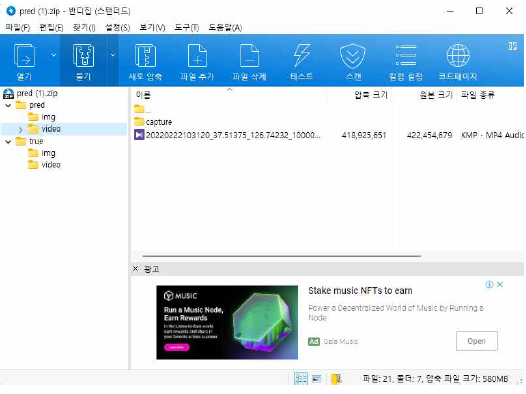 pred (1).zip - 반디집 (스탠더드)
파일(F) 편집(E) 찾기(I) 설정(S) 보기(V) 도구(T) 도움말(A)
열기 풀기 새로 압축 파일 추가 파일 삭제 테스트 스캔 컬럼 설정 코드페이지
pred (1).zip
pred
img
video
true
img
video
이름 압축 크기 원본 크기 파일 종류
..
capture
20220222103120_37.51375_126.74232_10000... 418,925,651 422,454,679 KMP - MP4 Audio
광고
MUSIC
Run a Music Node,
Earn Rewards
Stake music NFTs to earn
Power a Decentralized World of Music by Running a
Node
Ad Gala Music
Open
파일: 21, 폴더: 7, 압축 파일 크기: 580MB